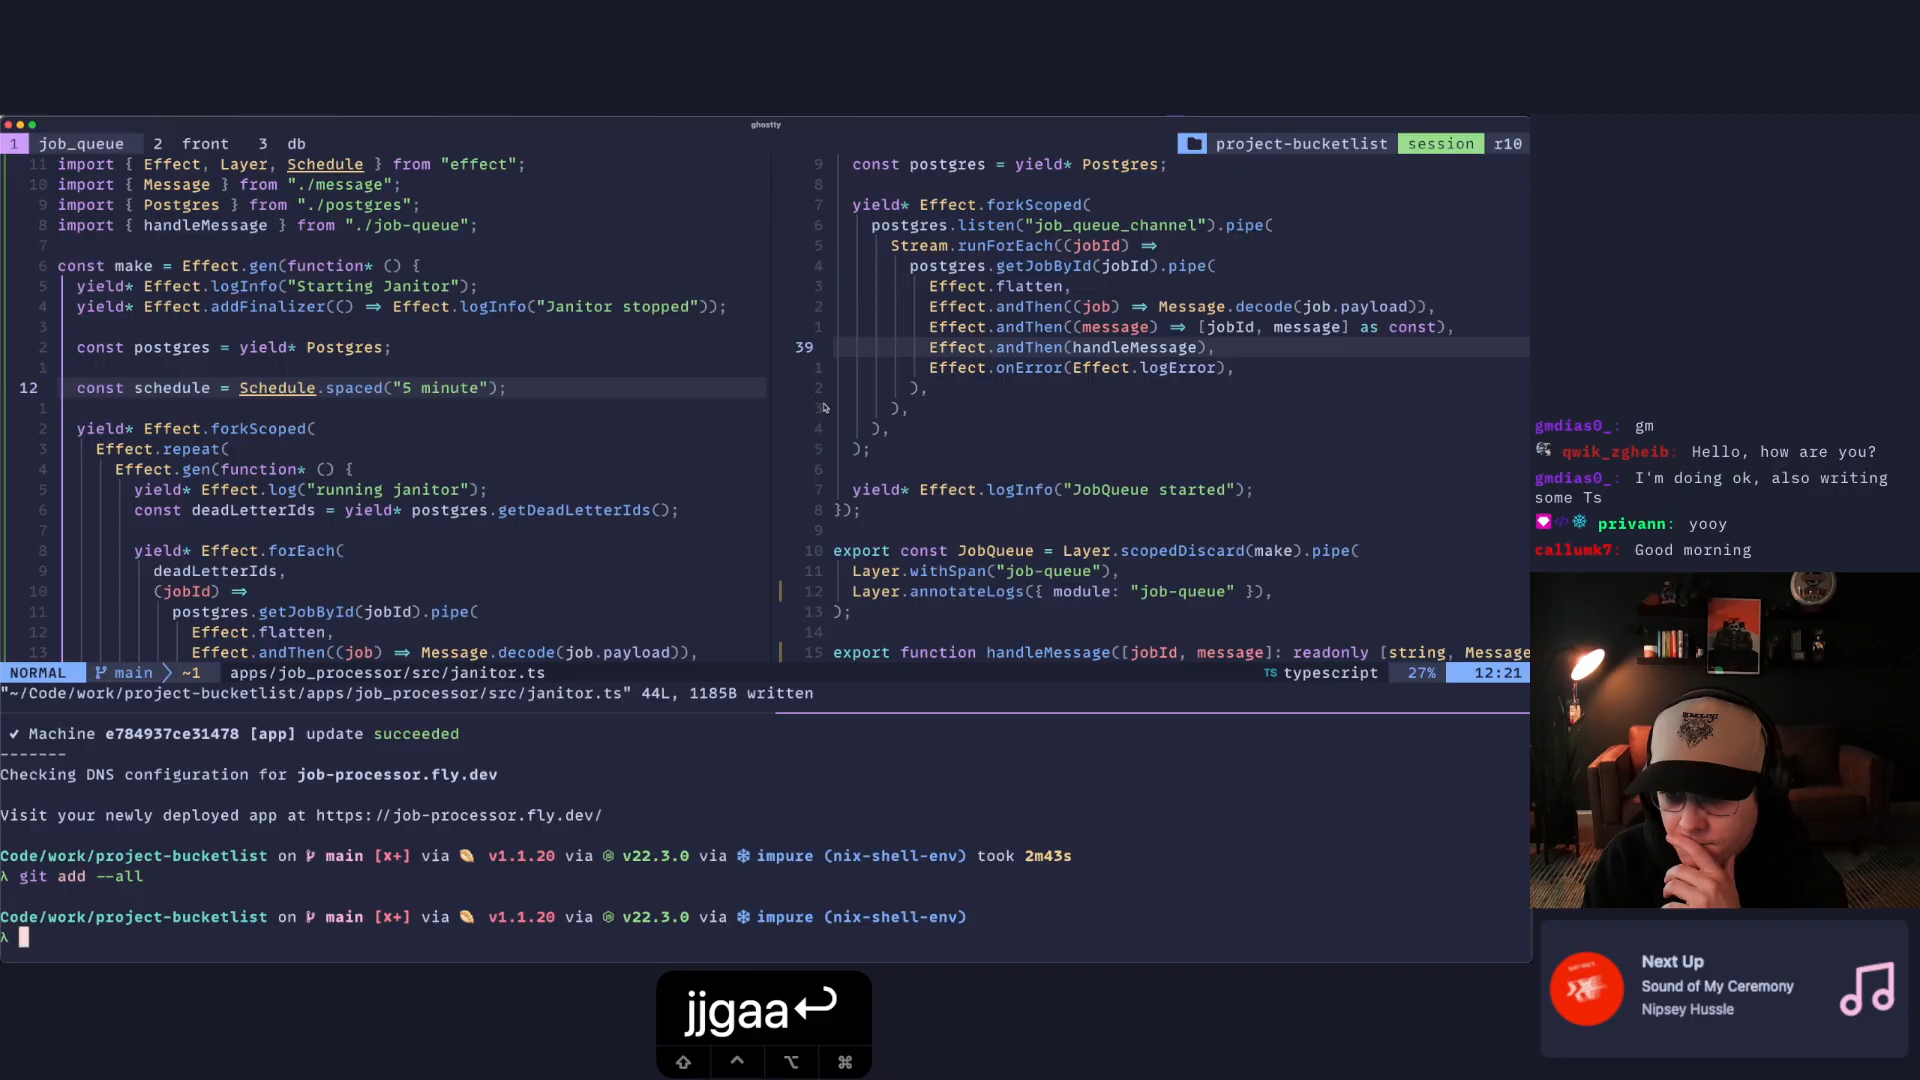 ghostty
1 job_queue 2 front 3 db
project-bucketlist session r10
11 import { Effect, Layer, Schedule } from "effect";
10 import { Message } from "./message";
9 import { Postgres } from "./postgres";
8 import { handleMessage } from "./job-queue";
7
6 const make = Effect.gen(function* () {
5 yield* Effect.logInfo("Starting Janitor");
4 yield* Effect.addFinalizer(() => Effect.logInfo("Janitor stopped"));
3
2 const postgres = yield* Postgres;
1
12 const schedule = Schedule.spaced("5 minute");
1
2 yield* Effect.forkScoped(
3 Effect.repeat(
4 Effect.gen(function* () {
5 yield* Effect.log("running janitor");
6 const deadLetterIds = yield* postgres.getDeadLetterIds();
7
8 yield* Effect.forEach(
9 deadLetterIds,
10 (jobId) =>
11 postgres.getJobById(jobId).pipe(
12 Effect.flatten,
13 Effect.andThen((job) => Message.decode(job.payload)),
9 const postgres = yield* Postgres;
8
7 yield* Effect.forkScoped(
6 postgres.listen("job_queue_channel").pipe(
5 Stream.runForEach((jobId) =>
4 postgres.getJobById(jobId).pipe(
3 Effect.flatten,
2 Effect.andThen((job) => Message.decode(job.payload)),
1 Effect.andThen((message) => [jobId, message] as const),
39 Effect.andThen(handleMessage),
1 Effect.onError(Effect.logError),
2 ),
3 ),
4 ),
5 );
6
7 yield* Effect.logInfo("JobQueue started");
8 });
9
10 export const JobQueue = Layer.scopedDiscard(make).pipe(
11 Layer.withSpan("job-queue"),
12 Layer.annotateLogs({ module: "job-queue" }),
13 );
14
15 export function handleMessage([jobId, message]: readonly [string, Message
NORMAL main ~1 apps/job_processor/src/janitor.ts TS typescript 27% 12:21
"~/Code/work/project-bucketlist/apps/job_processor/src/janitor.ts" 44L, 1185B written
✔ Machine e784937ce31478 [app] update succeeded
-------
Checking DNS configuration for job-processor.fly.dev
Visit your newly deployed app at https://job-processor.fly.dev/
Code/work/project-bucketlist on main [x+] via v1.1.20 via v22.3.0 via ❄ impure (nix-shell-env) took 2m43s
λ git add --all
Code/work/project-bucketlist on main [x+] via v1.1.20 via v22.3.0 via ❄ impure (nix-shell-env)
λ
gmdias0_: gm
qwik_zgheib: Hello, how are you?
gmdias0_: I'm doing ok, also writing
some Ts
privann: yooy
callumk7: Good morning
jjgaa↩
⇧ ^ ⌥ ⌘
Next Up
Sound of My Ceremony
Nipsey Hussle